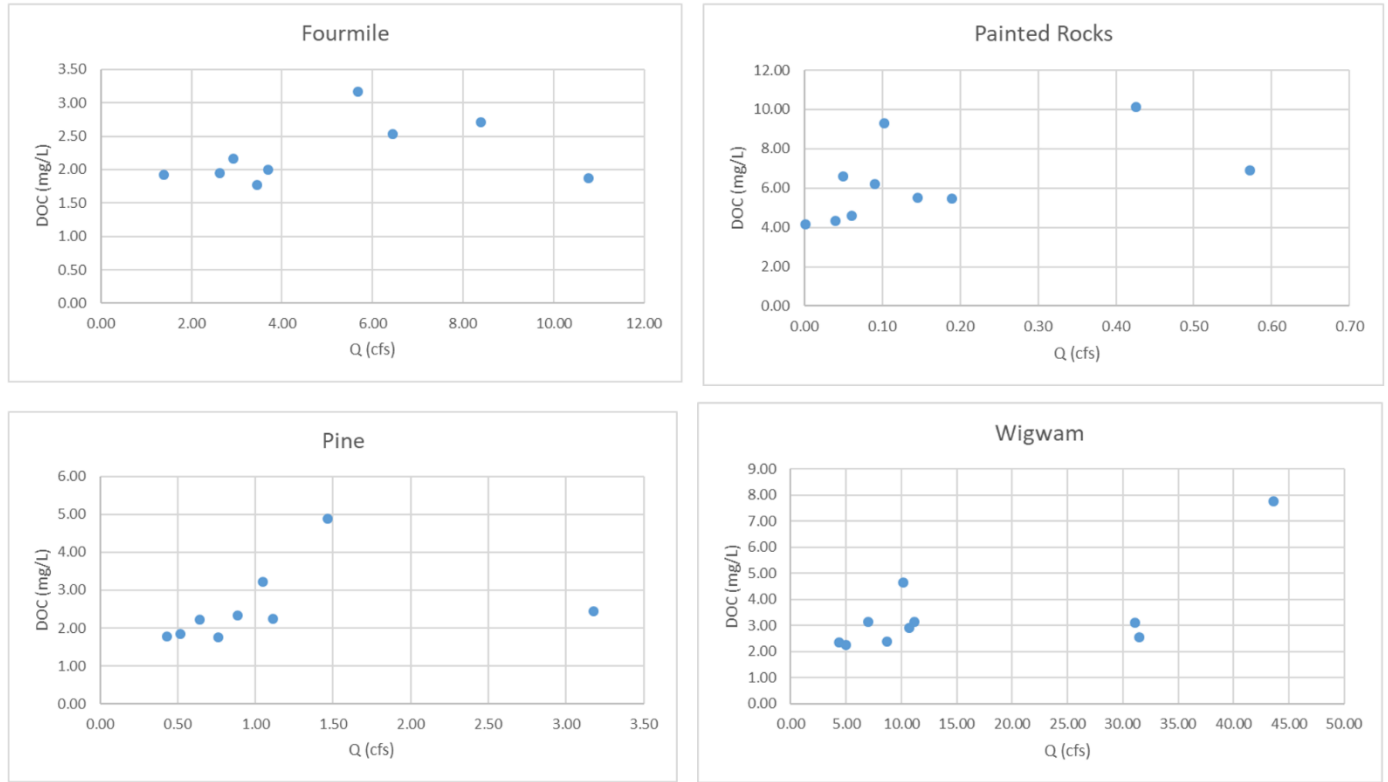 Fourmile
3.50
3.00
2.50
2.00
1.50
1.00
0.50
0.00
DOC (mg/L)
0.00 2.00 4.00 6.00 8.00 10.00 12.00
Q (cfs)
Painted Rocks
12.00
10.00
8.00
6.00
4.00
2.00
0.00
DOC (mg/L)
0.00 0.10 0.20 0.30 0.40 0.50 0.60 0.70
Q (cfs)
Pine
6.00
5.00
4.00
3.00
2.00
1.00
0.00
DOC (mg/L)
0.00 0.50 1.00 1.50 2.00 2.50 3.00 3.50
Q (cfs)
Wigwam
9.00
8.00
7.00
6.00
5.00
4.00
3.00
2.00
1.00
0.00
DOC (mg/L)
0.00 5.00 10.00 15.00 20.00 25.00 30.00 35.00 40.00 45.00 50.00
Q (cfs)